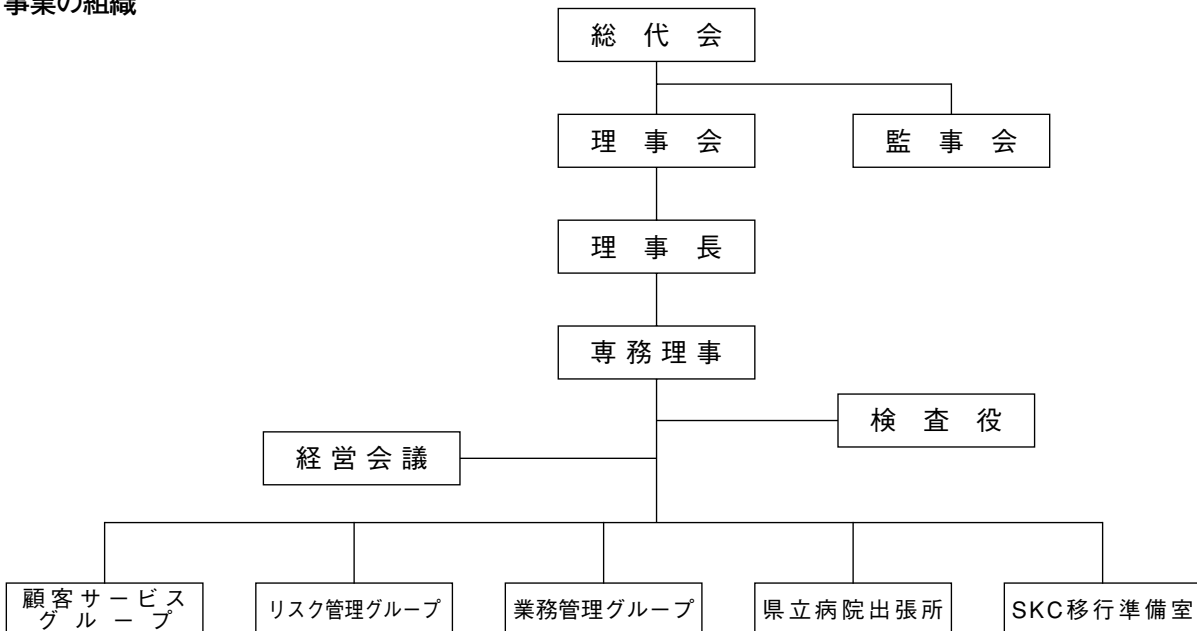 事業の組織
総代会
理事会
監事会
理事長
専務理事
検査役
経営会議
顧客サービス
グループ
リスク管理グループ
業務管理グループ
県立病院出張所
SKC移行準備室